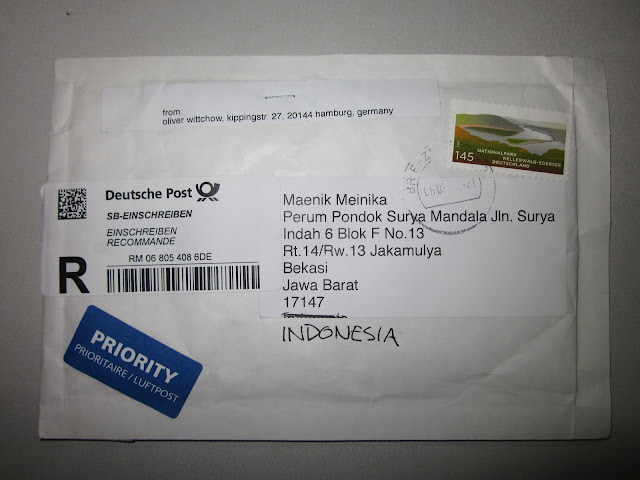 from:
oliver wittchow, kippingstr. 27, 20144 hamburg, germany
145
NATIONALPARK
KELLERWALD-EDERSEE
DEUTSCHLAND
Deutsche Post
SB-EINSCHREIBEN
EINSCHREIBEN
RECOMMANDE
R
RM 06 805 408 6DE
Maenik Meinika
Perum Pondok Surya Mandala Jln. Surya
Indah 6 Blok F No.13
Rt.14/Rw.13 Jakamulya
Bekasi
Jawa Barat
17147
INDONESIA
PRIORITY
PRIORITAIRE / LUFTPOST